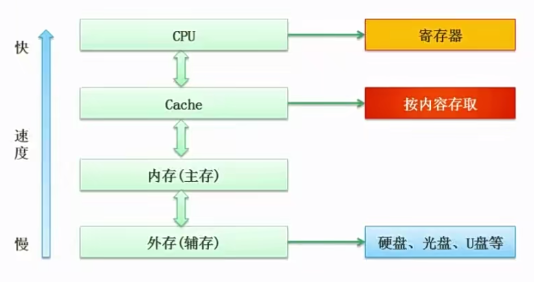 快
CPU
寄存器
Cache
按内容存取
速度
内存(主存)
慢
外存(辅存)
硬盘、光盘、U盘等